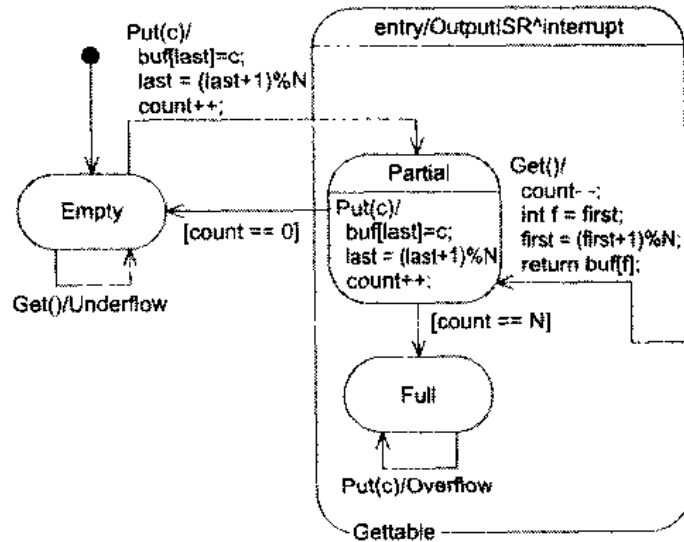 entry/OutputISR^interrupt
Put(c)/
buf[last]=c;
last = (last+1)%N
count++;
Empty
Get()/Underflow
[count == 0]
Partial
Put(c)/
buf[last]=c;
last = (last+1)%N
count++;
Get()/
count--;
int f = first;
first = (first+1)%N;
return buf[f];
[count == N]
Full
Put(c)/Overflow
Gettable